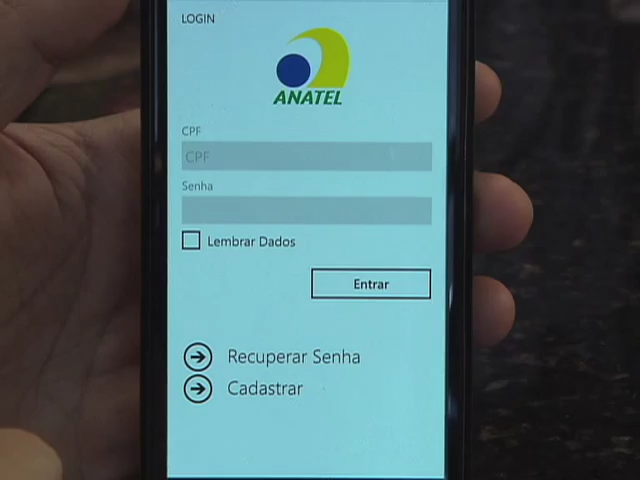 LOGIN
ANATEL
CPF
CPF
Senha
Lembrar Dados
Entrar
Recuperar Senha
Cadastrar